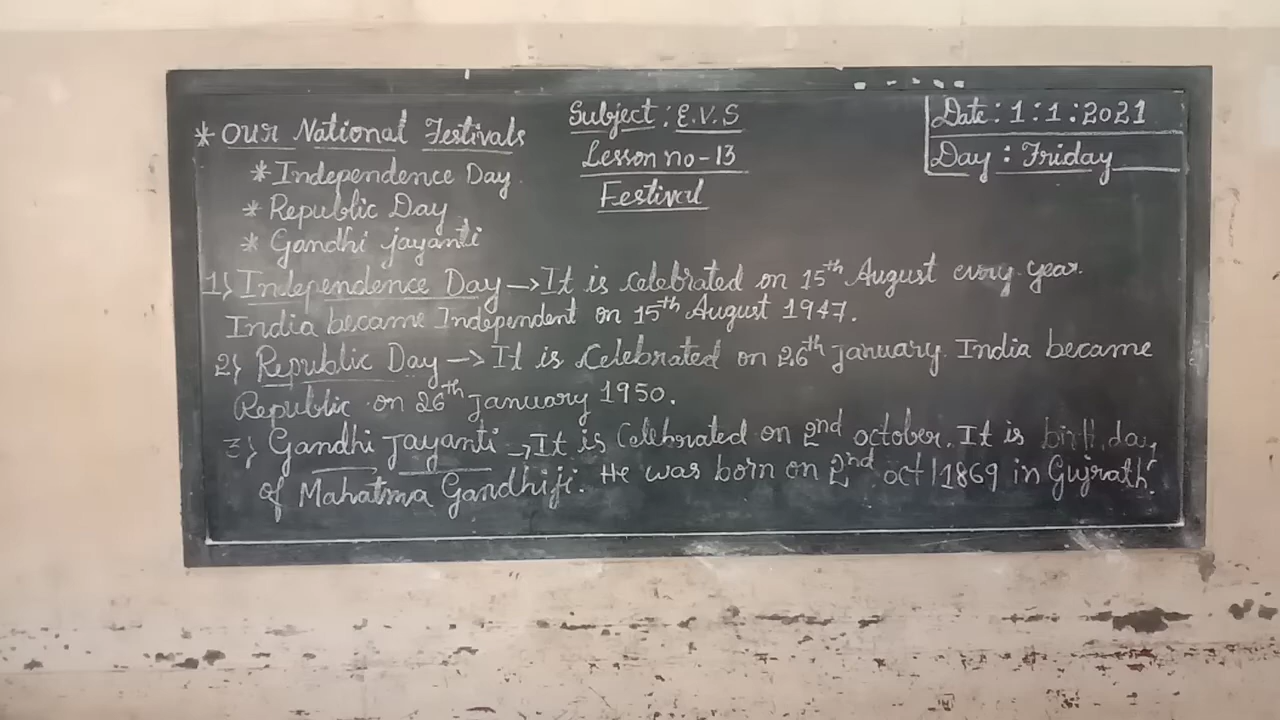 Subject : E.V.S
Lesson no - 13
Festival
Date : 1 : 1 : 2021
Day : Friday
* Our National Festivals
* Independence Day
* Republic Day
* Gandhi jayanti
1) Independence Day → It is celebrated on 15th August every year.
India became Independent on 15th August 1947.
2) Republic Day → It is Celebrated on 26th january. India became
Republic on 26th january 1950.
3) Gandhi Jayanti → It is Celebrated on 2nd october. It is birth day
of Mahatma Gandhiji. He was born on 2nd oct 1869 in Gujrath.